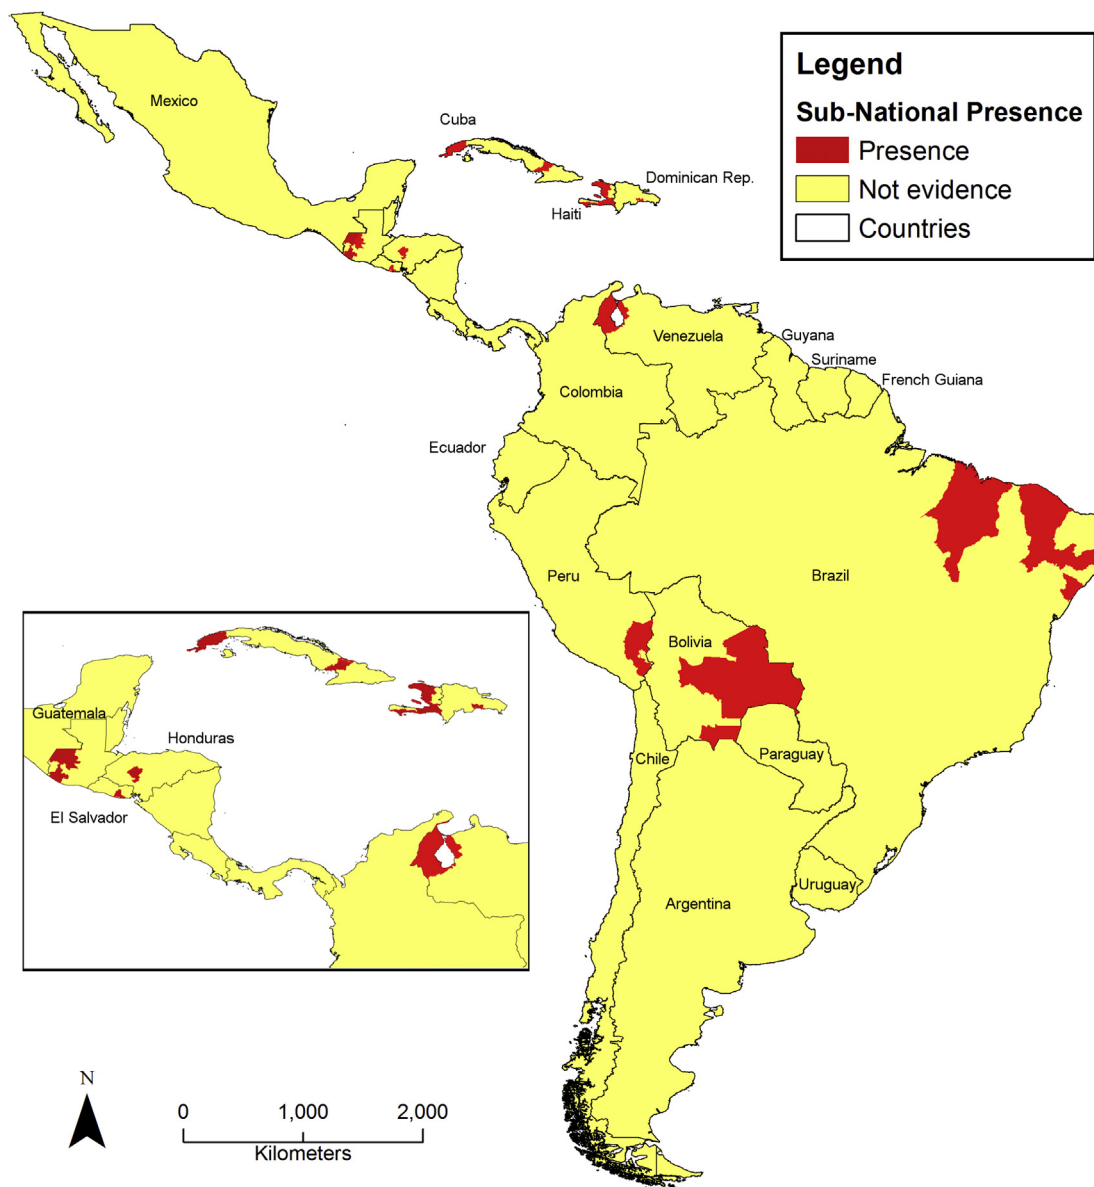 Legend
Sub-National Presence
Presence
Not evidence
Countries
Mexico
Cuba
Dominican Rep.
Haiti
Venezuela
Guyana
Suriname
French Guiana
Colombia
Ecuador
Brazil
Peru
Bolivia
Chile
Paraguay
Uruguay
Argentina
Guatemala
Honduras
El Salvador
N
0 1,000 2,000
Kilometers